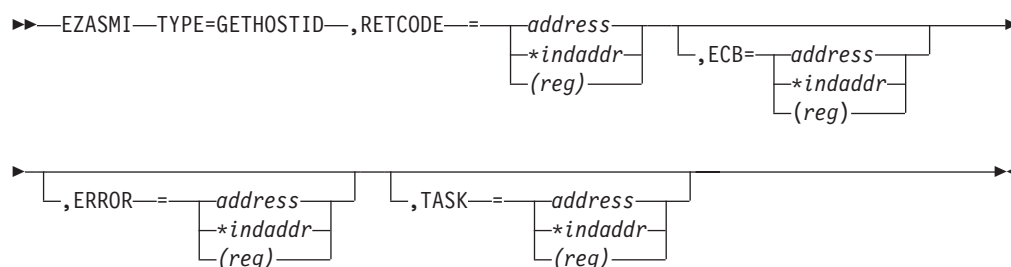 EZASMI TYPE=GETHOSTID ,RETCODE = address
*indaddr
(reg)
,ECB= address
*indaddr
(reg)
,ERROR = address
*indaddr
(reg)
,TASK = address
*indaddr
(reg)